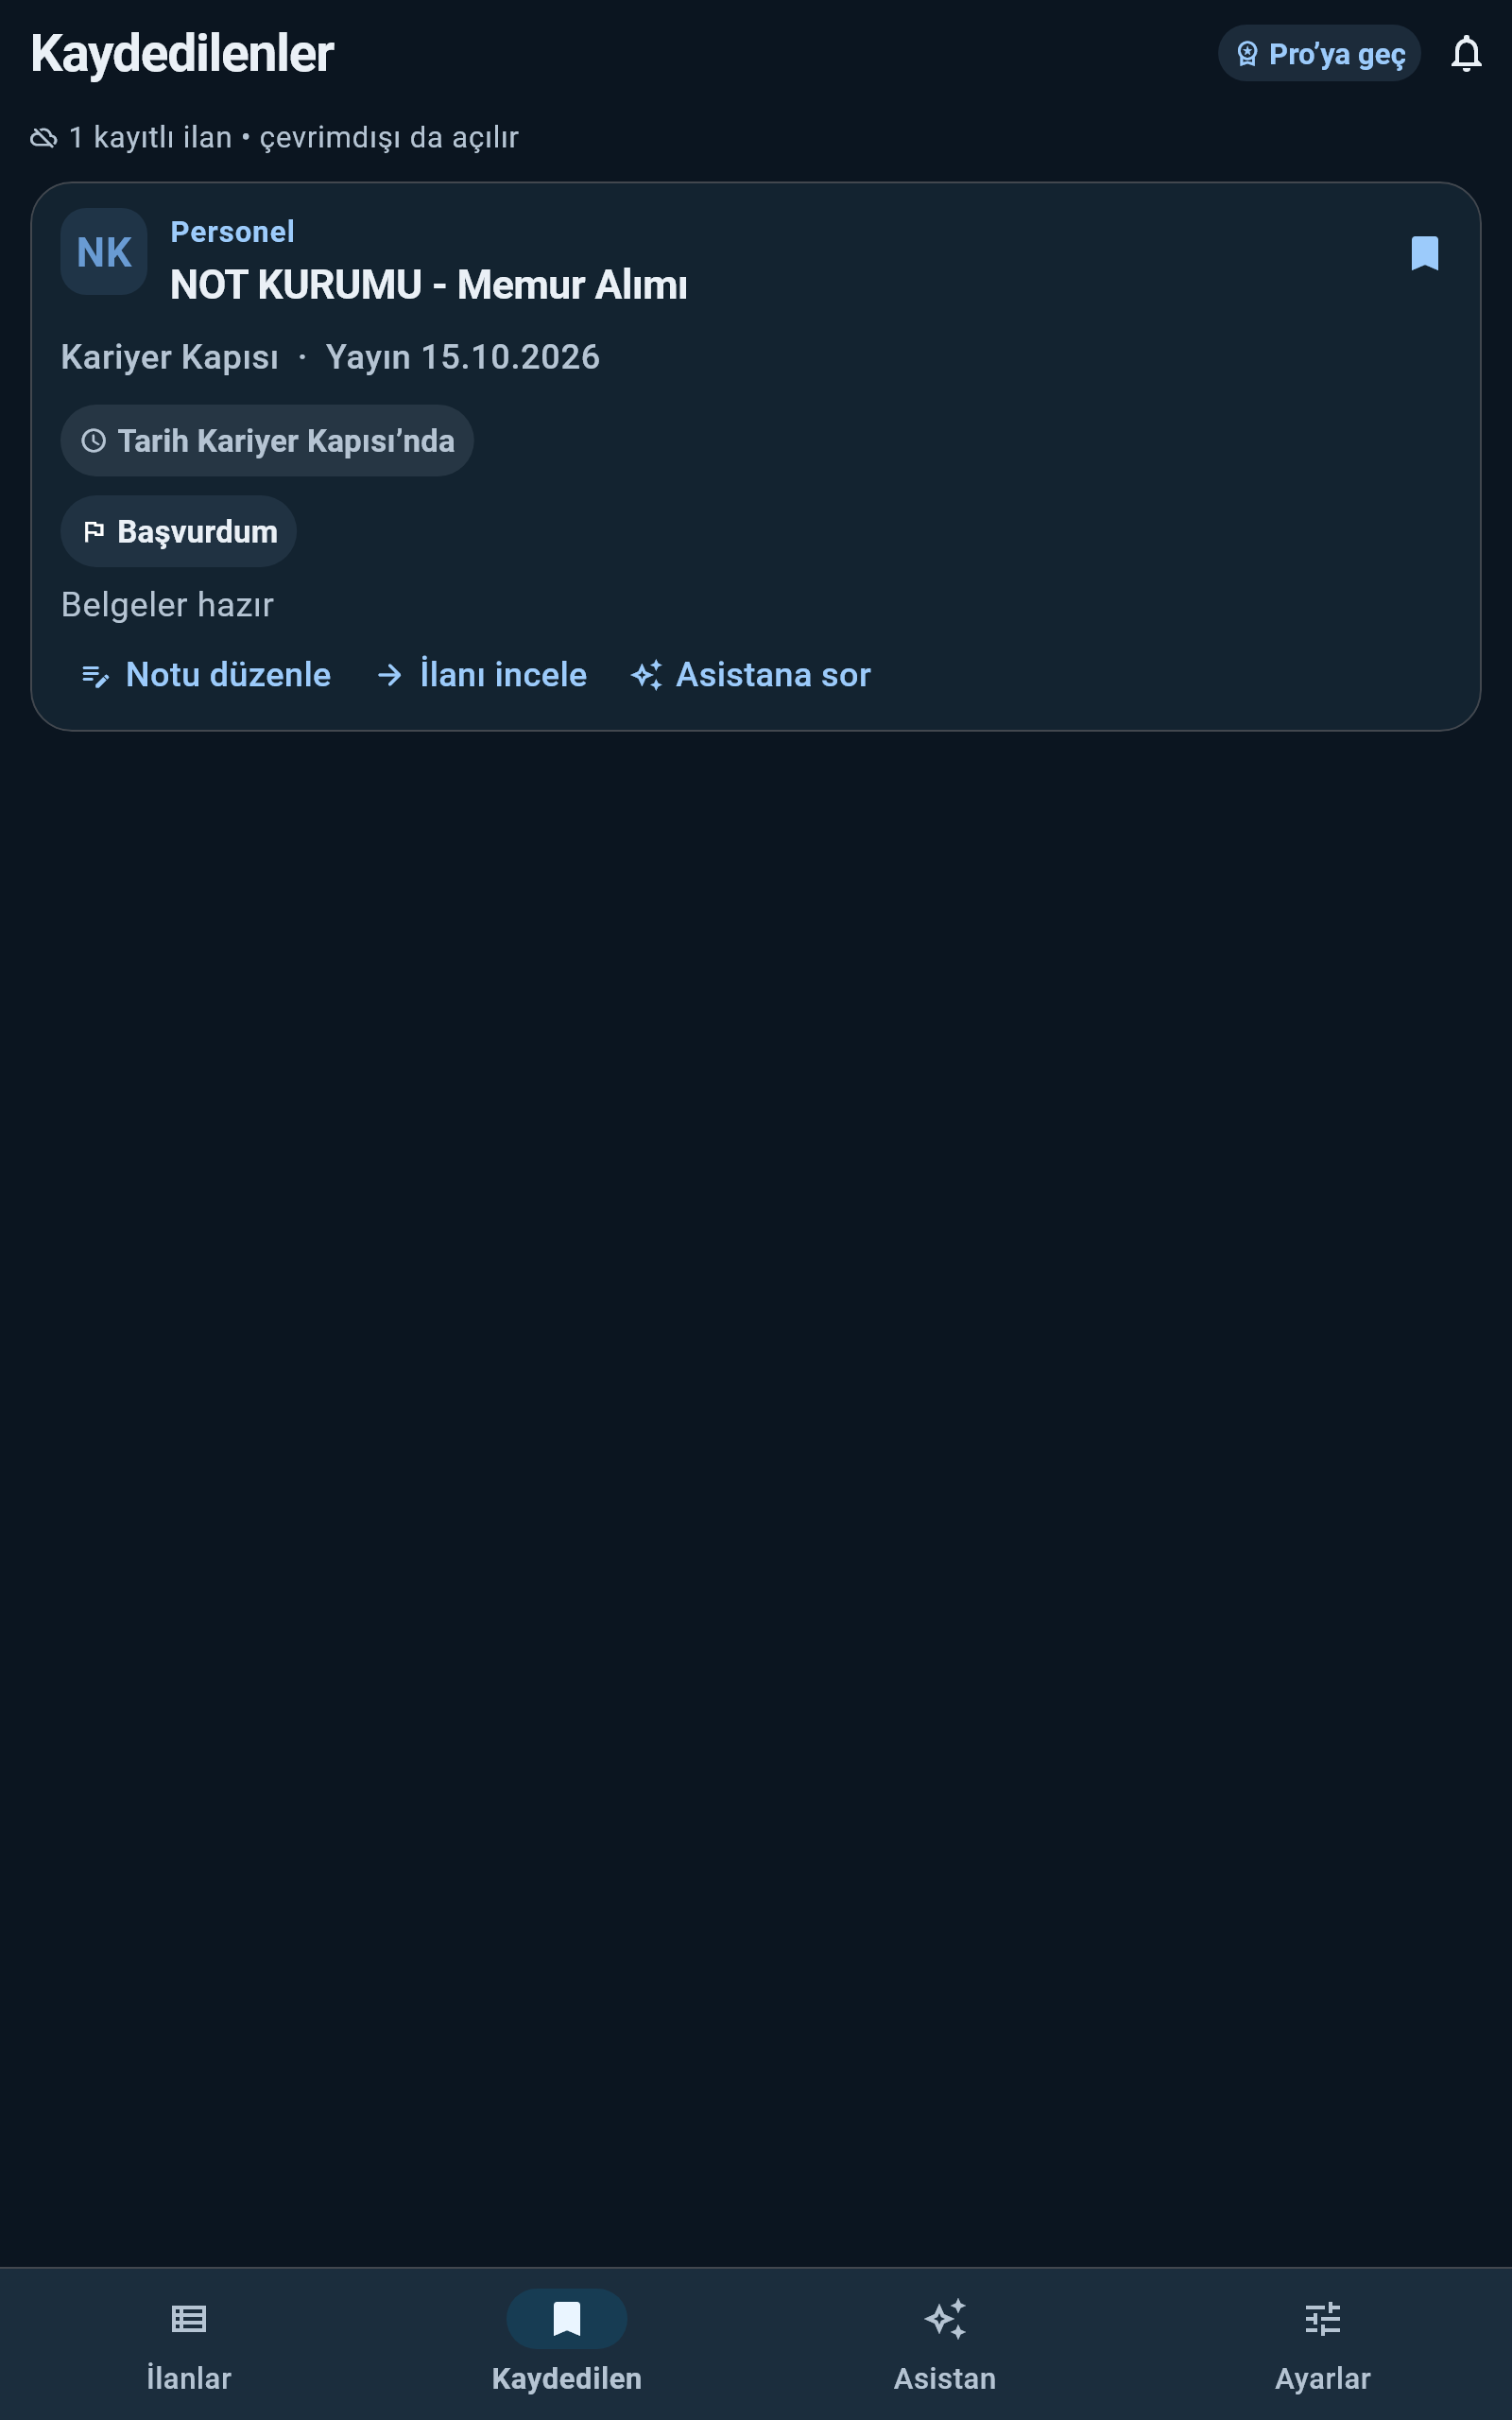 Kaydedilenler
Pro’ya geç
1 kayıtlı ilan • çevrimdışı da açılır
NK
Personel
NOT KURUMU - Memur Alımı
Kariyer Kapısı · Yayın 15.10.2026
Tarih Kariyer Kapısı’nda
Başvurdum
Belgeler hazır
Notu düzenle
İlanı incele
Asistana sor
İlanlar
Kaydedilen
Asistan
Ayarlar